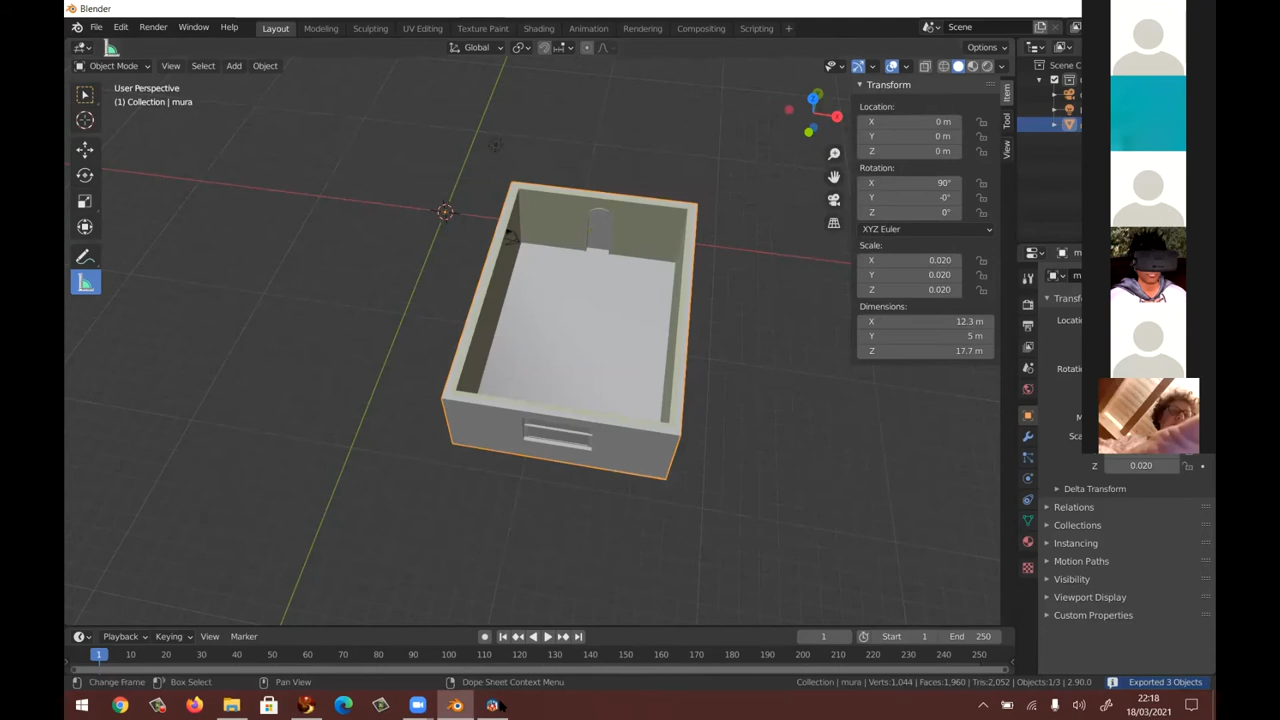 Blender
File Edit Render Window Help Layout Modeling Sculpting UV Editing Texture Paint Shading Animation Rendering Compositing Scripting + Scene
Global Options
Object Mode View Select Add Object
User Perspective
(1) Collection | mura
Transform
Location:
X 0 m
Y 0 m
Z 0 m
Rotation:
X 90°
Y -0°
Z 0°
XYZ Euler
Scale:
X 0.020
Y 0.020
Z 0.020
Dimensions:
X 12.3 m
Y 5 m
Z 17.7 m
Item
Tool
View
Scene C
m
Transf
Locatio
Rotatio
M
Sca
Z 0.020
Delta Transform
Relations
Collections
Instancing
Motion Paths
Visibility
Viewport Display
Custom Properties
Playback Keying View Marker 1 Start 1 End 250
1 10 20 30 40 50 60 70 80 90 100 110 120 130 140 150 160 170 180 190 200 210 220 230 240 250
Change Frame Box Select Pan View Dope Sheet Context Menu Collection | mura | Verts:1,044 | Faces:1,960 | Tris:2,052 | Objects:1/3 | 2.90.0 Exported 3 Objects
22:18
18/03/2021